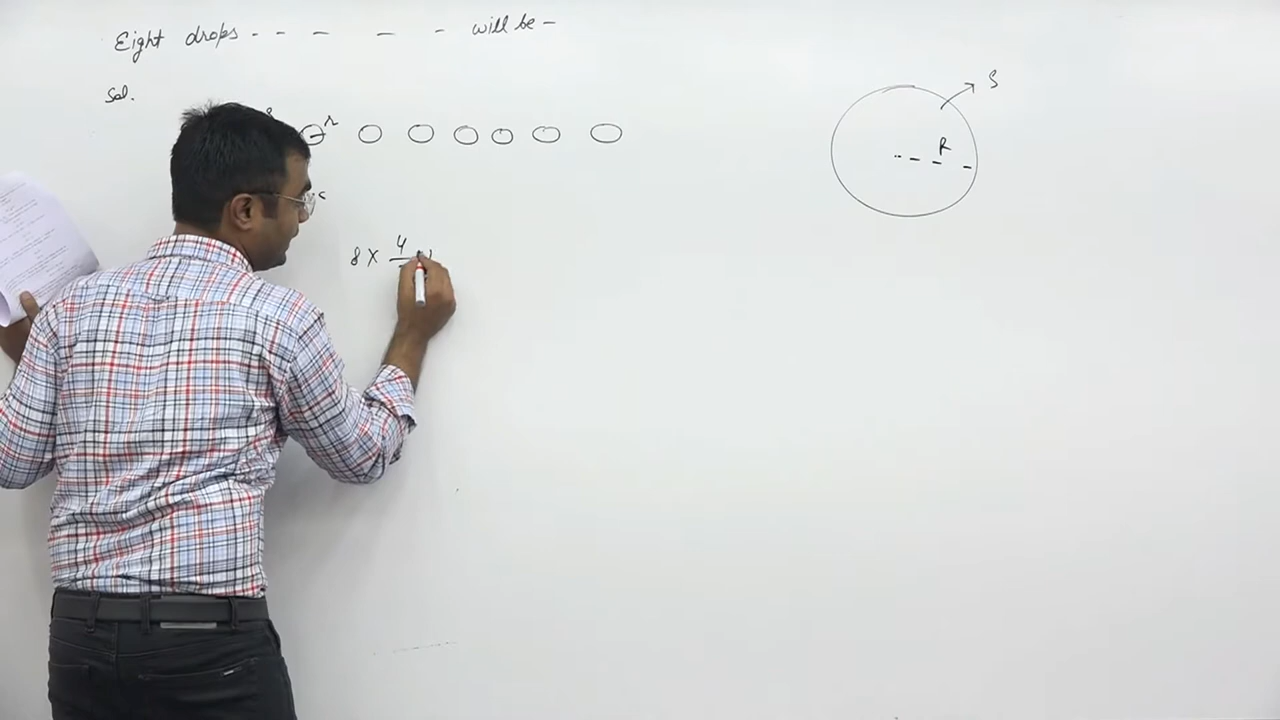 Eight drops - - - - - will be -
Sol.
r
S
R
8 × 4